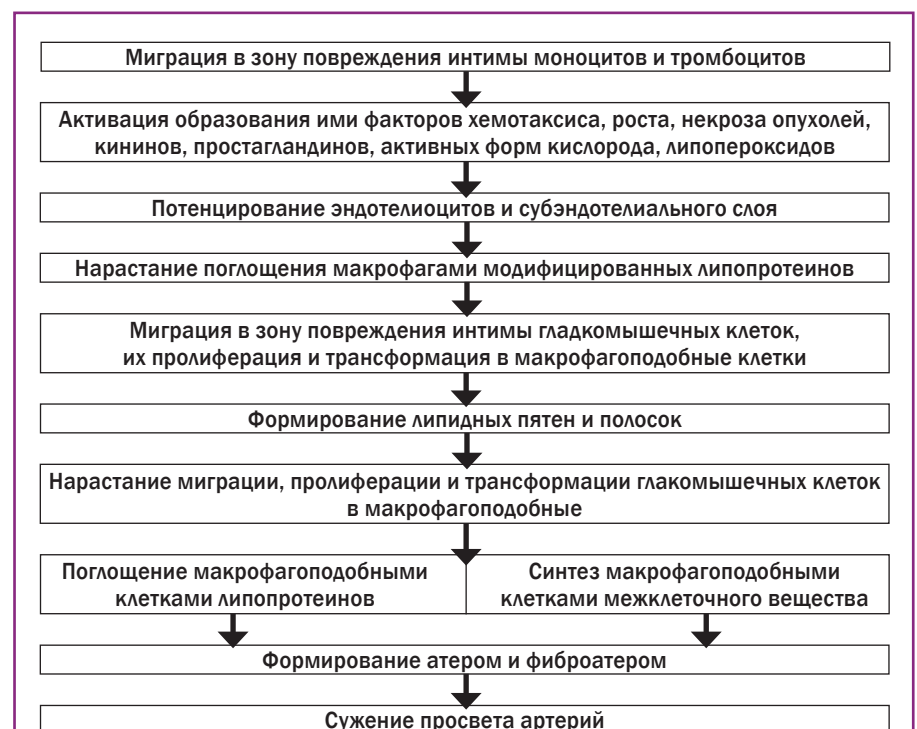 Миграция в зону повреждения интимы моноцитов и тромбоцитов
Активация образования ими факторов хемотаксиса, роста, некроза опухолей,
кининов, простагландинов, активных форм кислорода, липопероксидов
Потенцирование эндотелиоцитов и субэндотелиального слоя
Нарастание поглощения макрофагами модифицированных липопротеинов
Миграция в зону повреждения интимы гладкомышечных клеток,
их пролиферация и трансформация в макрофагоподобные клетки
Формирование липидных пятен и полосок
Нарастание миграции, пролиферации и трансформации глакомышечных клеток
в макрофагоподобные
Поглощение макрофагоподобными
клетками липопротеинов
Синтез макрофагоподобными
клетками межклеточного вещества
Формирование атером и фиброатером
Сужение просвета артерий